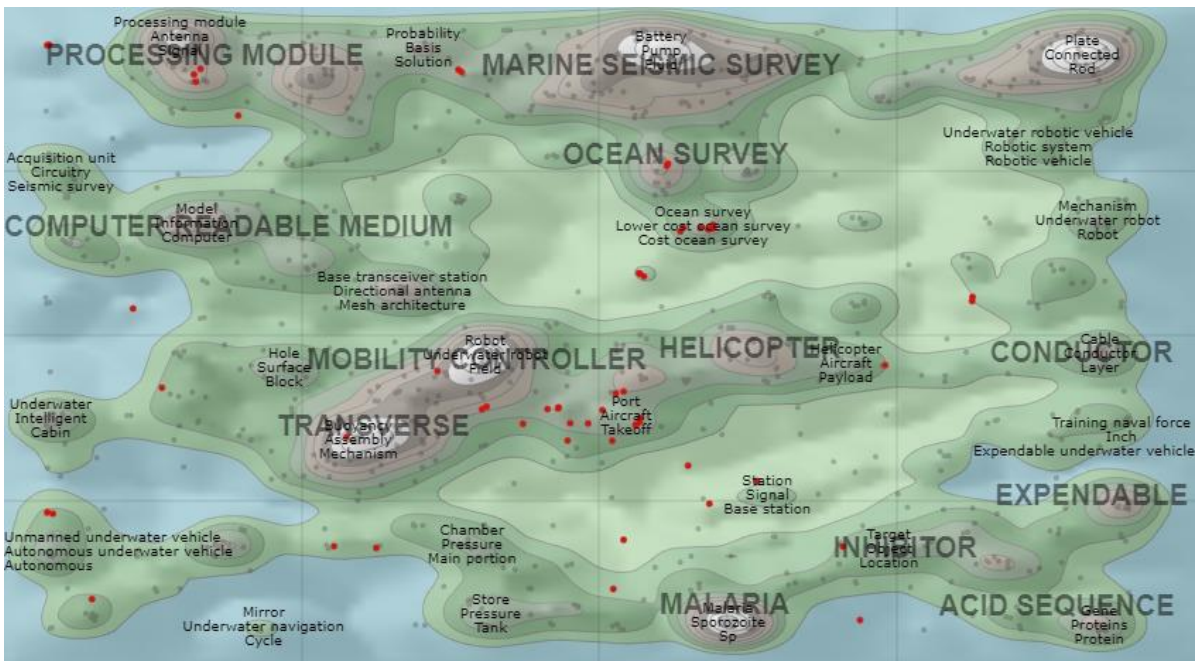 Processing module
Antenna
Signal
PROCESSING MODULE
Probability
Basis
Solution
Battery
Pump
Fluid
MARINE SEISMIC SURVEY
Plate
Connected
Rod
Underwater robotic vehicle
Robotic system
Robotic vehicle
OCEAN SURVEY
Acquisition unit
Circuitry
Seismic survey
Model
Information
Computer
COMPUTER READABLE MEDIUM
Ocean survey
Lower cost ocean survey
Cost ocean survey
Mechanism
Underwater robot
Robot
Base transceiver station
Directional antenna
Mesh architecture
Robot
Underwater robot
Field
MOBILITY CONTROLLER
HELICOPTER
Helicopter
Aircraft
Payload
Cable
Conductor
Layer
CONDUCTOR
Hole
Surface
Block
Underwater
Intelligent
Cabin
TRANSVERSE
Buoyancy
Assembly
Mechanism
Port
Aircraft
Takeoff
Training naval force
Inch
Expendable underwater vehicle
Station
Signal
Base station
EXPENDABLE
Unmanned underwater vehicle
Autonomous underwater vehicle
Autonomous
Chamber
Pressure
Main portion
Target
Object
Location
INHIBITOR
Mirror
Underwater navigation
Cycle
Store
Pressure
Tank
MALARIA
Malaria
Sporozoite
Sp
ACID SEQUENCE
Gene
Proteins
Protein